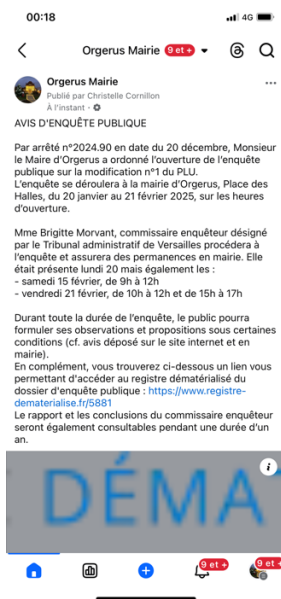 00:18
4G
Orgerus Mairie 9 et +
Orgerus Mairie
Publié par Christelle Cornillon
À l'instant ·
AVIS D'ENQUÊTE PUBLIQUE
Par arrêté n°2024.90 en date du 20 décembre, Monsieur
le Maire d'Orgerus a ordonné l'ouverture de l'enquête
publique sur la modification n°1 du PLU.
L'enquête se déroulera à la mairie d'Orgerus, Place des
Halles, du 20 janvier au 21 février 2025, sur les heures
d'ouverture.
Mme Brigitte Morvant, commissaire enquêteur désigné
par le Tribunal administratif de Versailles procédera à
l'enquête et assurera des permanences en mairie. Elle
était présente lundi 20 mais également les :
- samedi 15 février, de 9h à 12h
- vendredi 21 février, de 10h à 12h et de 15h à 17h
Durant toute la durée de l'enquête, le public pourra
formuler ses observations et propositions sous certaines
conditions (cf. avis déposé sur le site internet et en
mairie).
En complément, vous trouverez ci-dessous un lien vous
permettant d'accéder au registre dématérialisé du
dossier d'enquête publique : https://www.registre-
dematerialise.fr/5881
Le rapport et les conclusions du commissaire enquêteur
seront également consultables pendant une durée d'un
an.
DÉMA
9 et +
9 et +